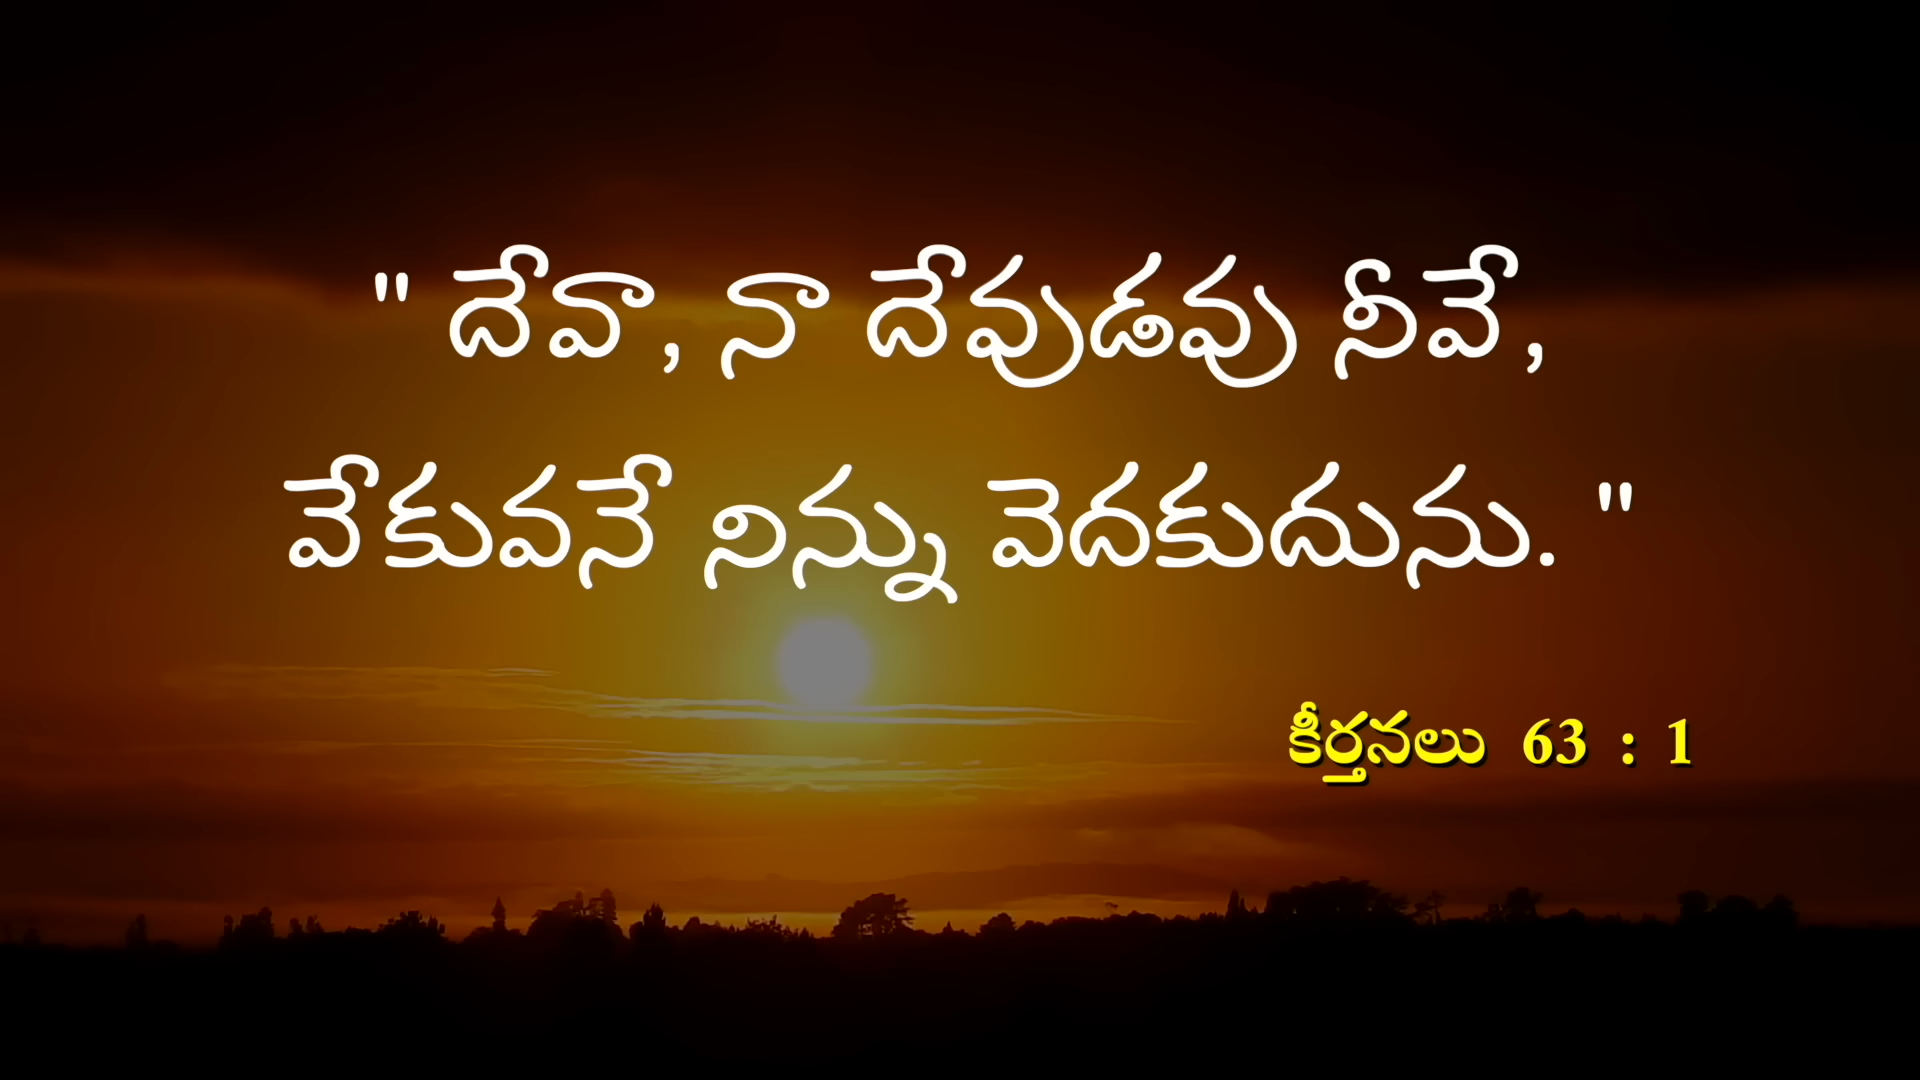 " దేవా, నా దేవుడవు నీవే,
వేకువనే నిన్ను వెదకుదును. "
కీర్తనలు 63 : 1